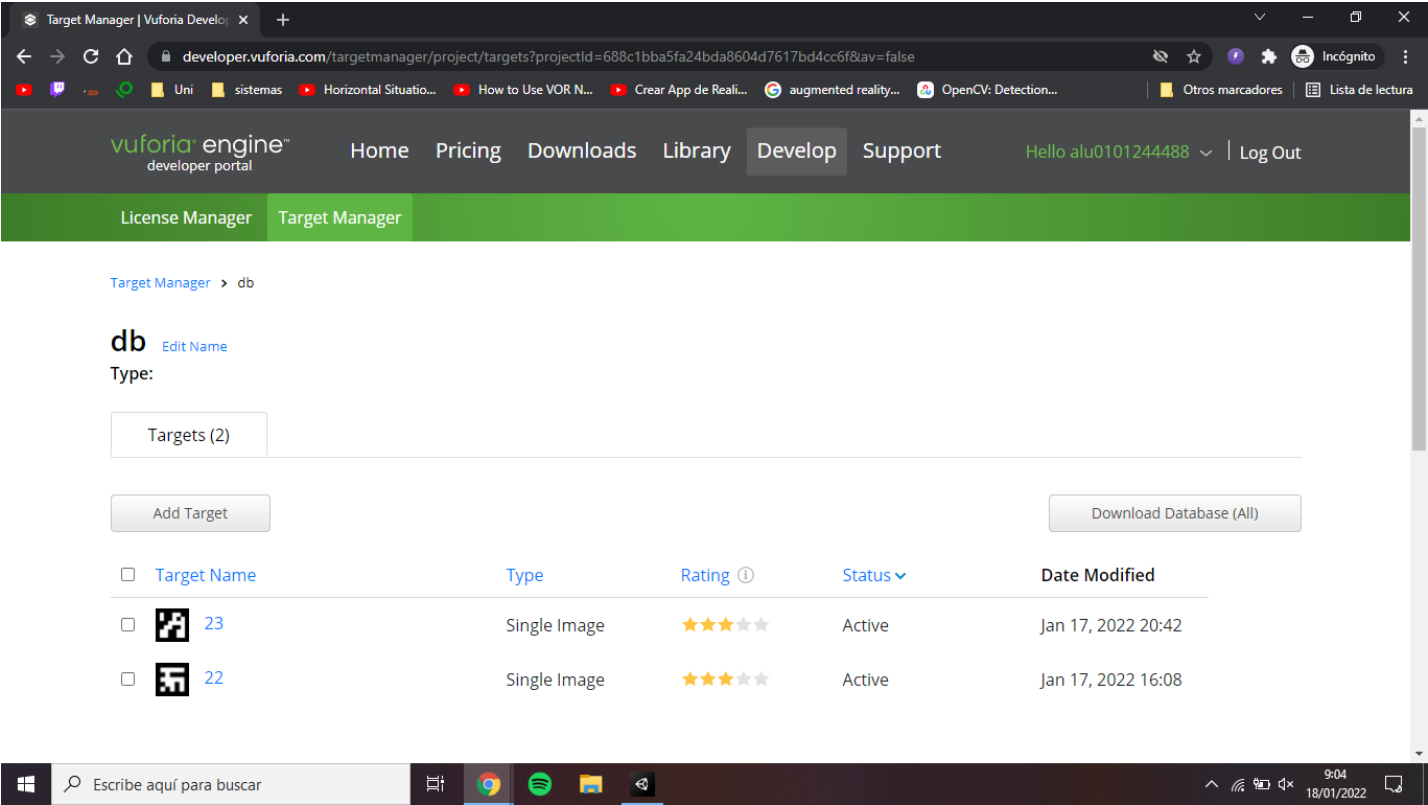 Target Manager | Vuforia Develop
developer.vuforia.com/targetmanager/project/targets?projectId=688c1bba5fa24bda8604d7617bd4cc6f&av=false
Incógnito
Uni
sistemas
Horizontal Situatio...
How to Use VOR N...
Crear App de Reali...
augmented reality...
OpenCV: Detection...
Otros marcadores
Lista de lectura
vuforia engine™
developer portal
Home Pricing Downloads Library Develop Support
Hello alu0101244488
Log Out
License Manager Target Manager
Target Manager > db
db Edit Name
Type:
Targets (2)
Add Target
Download Database (All)
Target Name Type Rating Status Date Modified
23 Single Image Active Jan 17, 2022 20:42
22 Single Image Active Jan 17, 2022 16:08
Escribe aquí para buscar
9:04
18/01/2022